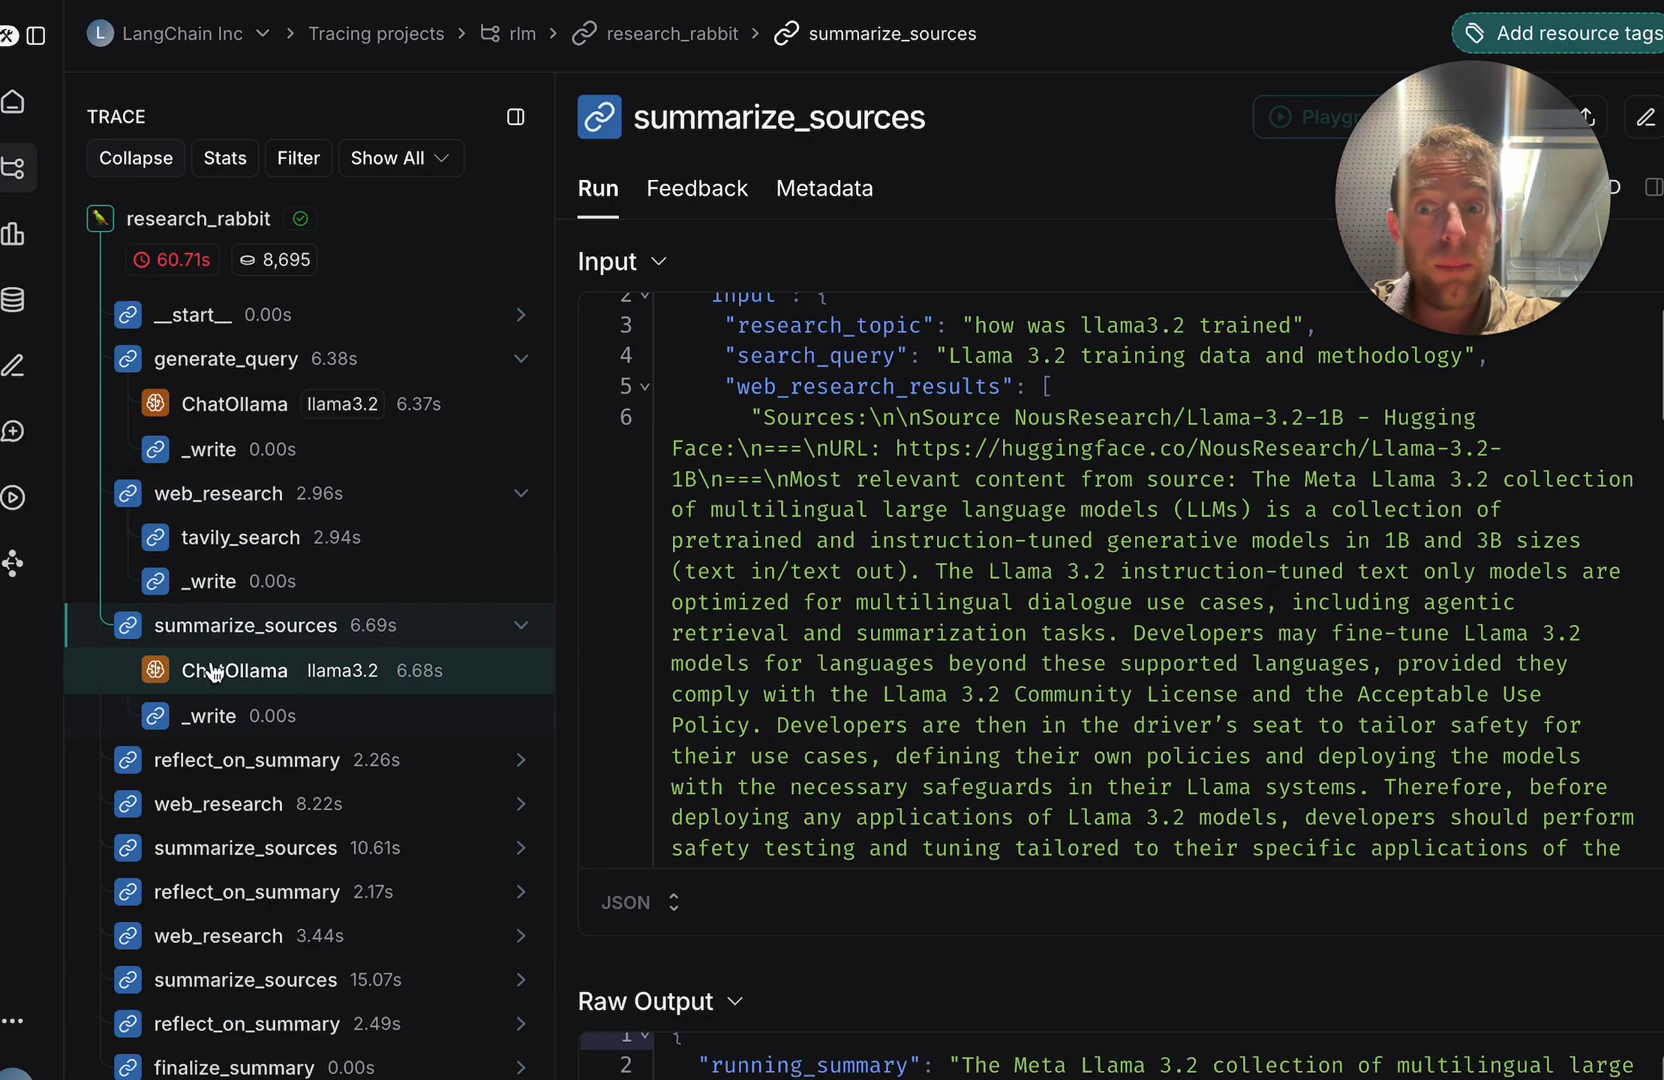 L LangChain Inc > Tracing projects > rlm > research_rabbit > summarize_sources
Add resource tags
TRACE
Collapse Stats Filter Show All
research_rabbit
60.71s 8,695
__start__ 0.00s
generate_query 6.38s
ChatOllama llama3.2 6.37s
_write 0.00s
web_research 2.96s
tavily_search 2.94s
_write 0.00s
summarize_sources 6.69s
ChatOllama llama3.2 6.68s
_write 0.00s
reflect_on_summary 2.26s
web_research 8.22s
summarize_sources 10.61s
reflect_on_summary 2.17s
web_research 3.44s
summarize_sources 15.07s
reflect_on_summary 2.49s
finalize_summary 0.00s
summarize_sources
Run Feedback Metadata
Input
2 "input": {
3 "research_topic": "how was llama3.2 trained",
4 "search_query": "Llama 3.2 training data and methodology",
5 "web_research_results": [
6 "Sources:\n\nSource NousResearch/Llama-3.2-1B - Hugging
Face:\n===\nURL: https://huggingface.co/NousResearch/Llama-3.2-
1B\n===\nMost relevant content from source: The Meta Llama 3.2 collection
of multilingual large language models (LLMs) is a collection of
pretrained and instruction-tuned generative models in 1B and 3B sizes
(text in/text out). The Llama 3.2 instruction-tuned text only models are
optimized for multilingual dialogue use cases, including agentic
retrieval and summarization tasks. Developers may fine-tune Llama 3.2
models for languages beyond these supported languages, provided they
comply with the Llama 3.2 Community License and the Acceptable Use
Policy. Developers are then in the driver’s seat to tailor safety for
their use cases, defining their own policies and deploying the models
with the necessary safeguards in their Llama systems. Therefore, before
deploying any applications of Llama 3.2 models, developers should perform
safety testing and tuning tailored to their specific applications of the
JSON
Raw Output
1 {
2 "running_summary": "The Meta Llama 3.2 collection of multilingual large